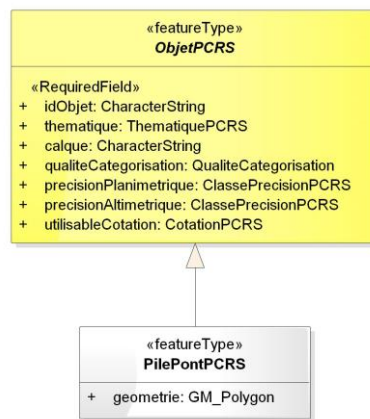 «featureType»
ObjetPCRS
«RequiredField»
+ idObjet: CharacterString
+ thematique: ThematiquePCRS
+ calque: CharacterString
+ qualiteCategorisation: QualiteCategorisation
+ precisionPlanimetrique: ClassePrecisionPCRS
+ precisionAltimetrique: ClassePrecisionPCRS
+ utilisableCotation: CotationPCRS
«featureType»
PilePontPCRS
+ geometrie: GM_Polygon